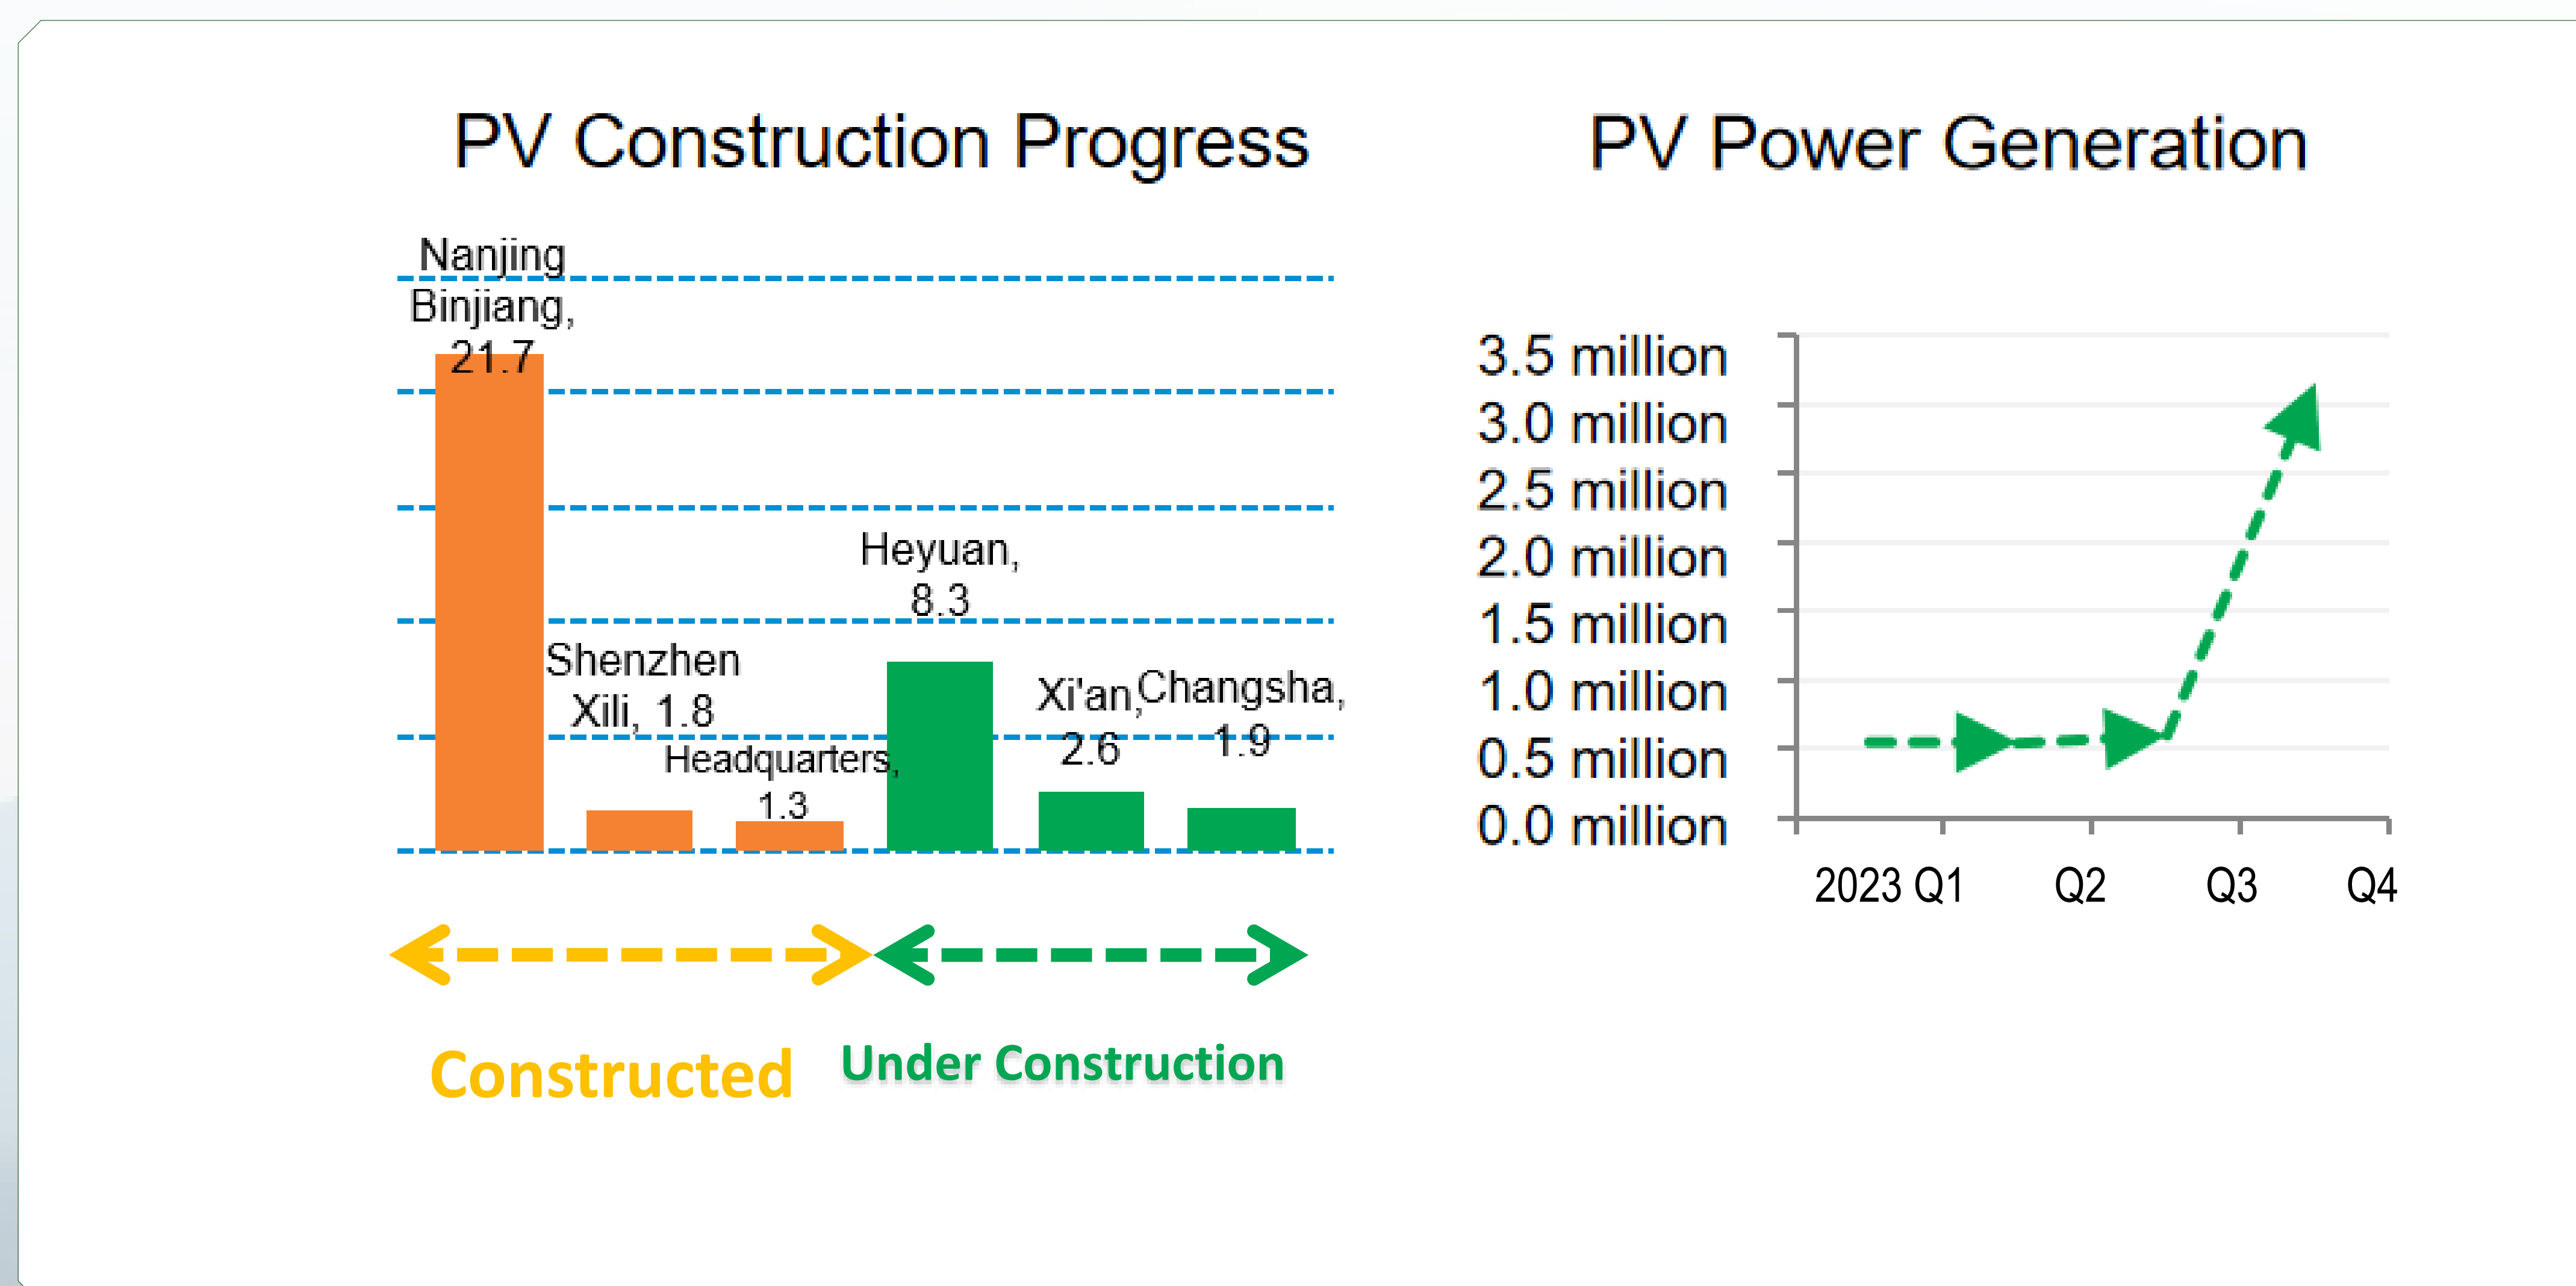 PV Construction Progress
Nanjing
Binjiang,
21.7
Shenzhen
Xili, 1.8
Headquarters,
1.3
Heyuan,
8.3
Xi'an,
2.6
Changsha,
1.9
Constructed
Under Construction
PV Power Generation
3.5 million
3.0 million
2.5 million
2.0 million
1.5 million
1.0 million
0.5 million
0.0 million
2023 Q1 Q2 Q3 Q4